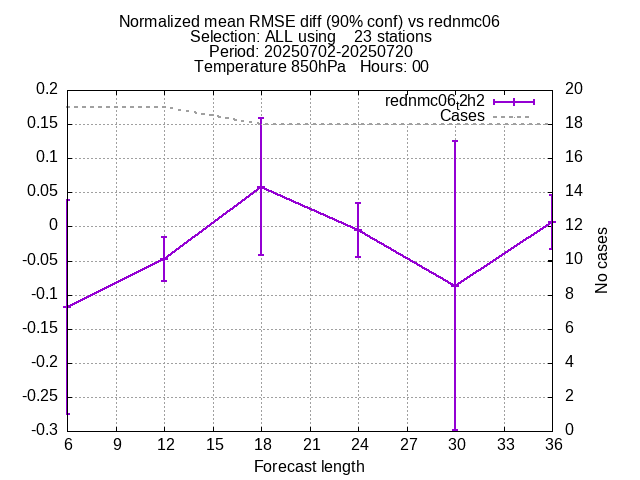 Normalized mean RMSE diff (90% conf) vs rednmc06
Selection: ALL using    23 stations
Period: 20250702-20250720
Temperature 850hPa   Hours: 00
rednmc06t2h2
Cases
0.2
0.15
0.1
0.05
0
-0.05
-0.1
-0.15
-0.2
-0.25
-0.3
20
18
16
14
12
10
8
6
4
2
0
No cases
6 9 12 15 18 21 24 27 30 33 36
Forecast length